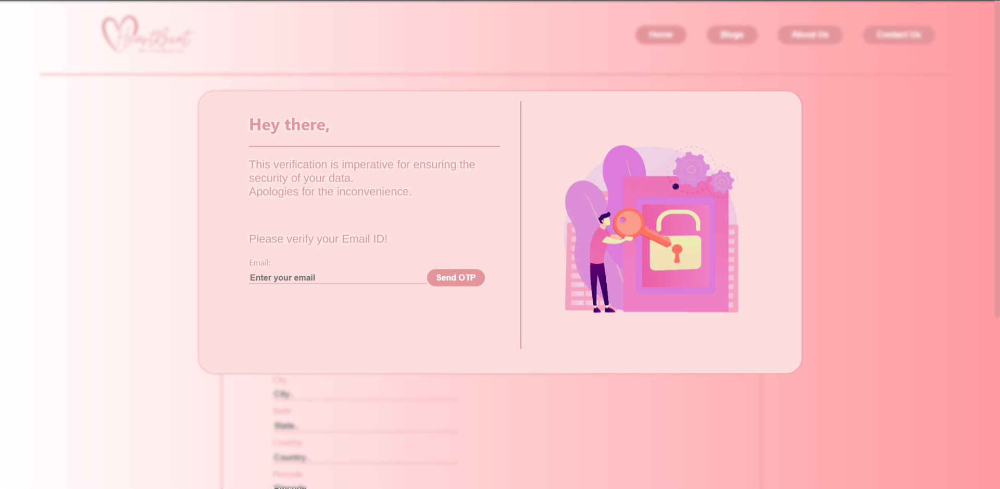 HeartBeat
Home
Blogs
About Us
Contact Us
Hey there,
This verification is imperative for ensuring the
security of your data.
Apologies for the inconvenience.
Please verify your Email ID!
Email:
Enter your email
Send OTP
City
City..
State
State..
Country
Country..
Pincode
Pincode